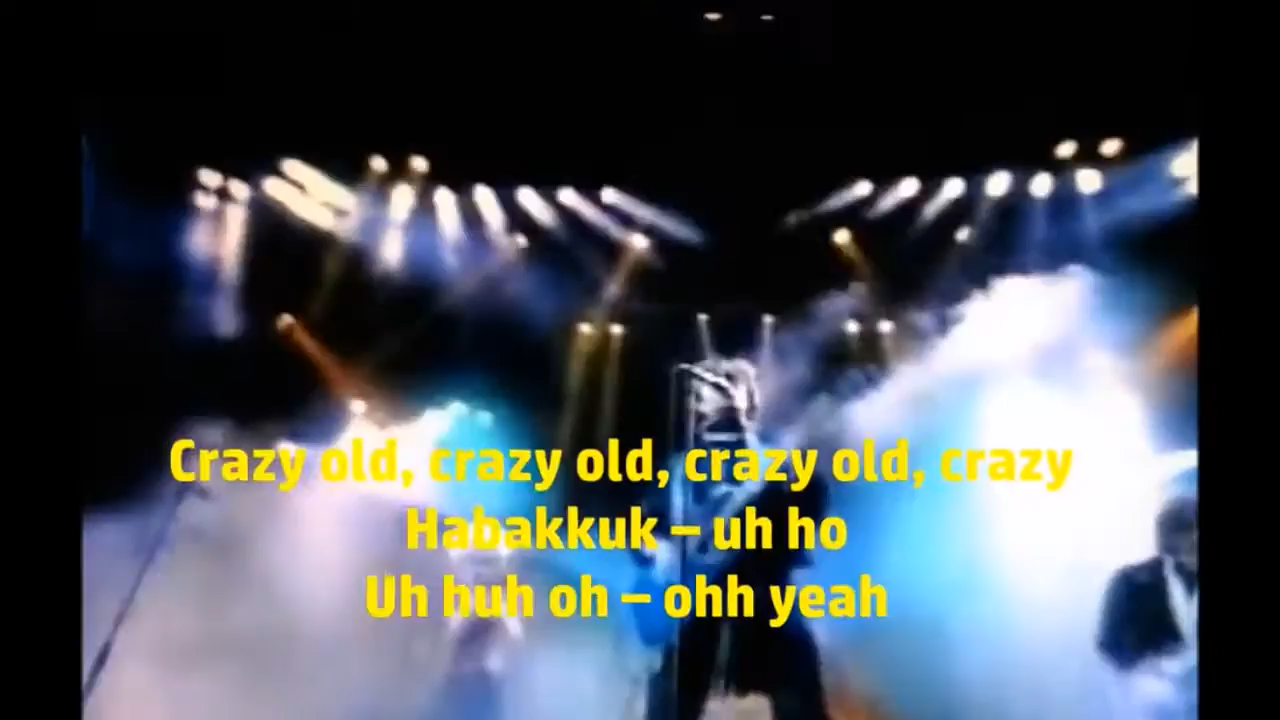 Crazy old, crazy old, crazy old, crazy
Habakkuk – uh ho
Uh huh oh – ohh yeah